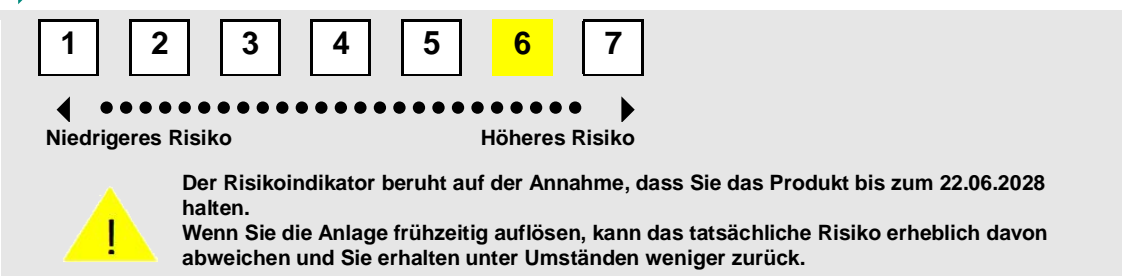 1 2 3 4 5 6 7
Niedrigeres Risiko Höheres Risiko
Der Risikoindikator beruht auf der Annahme, dass Sie das Produkt bis zum 22.06.2028
halten.
Wenn Sie die Anlage frühzeitig auflösen, kann das tatsächliche Risiko erheblich davon
abweichen und Sie erhalten unter Umständen weniger zurück.
!